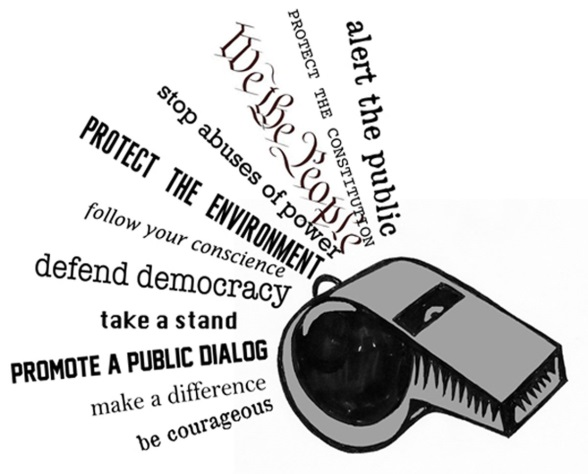 alert the public
PROTECT THE CONSTITUTION
We the People
stop abuses of power
PROTECT THE ENVIRONMENT
follow your conscience
defend democracy
take a stand
PROMOTE A PUBLIC DIALOG
make a difference
be courageous